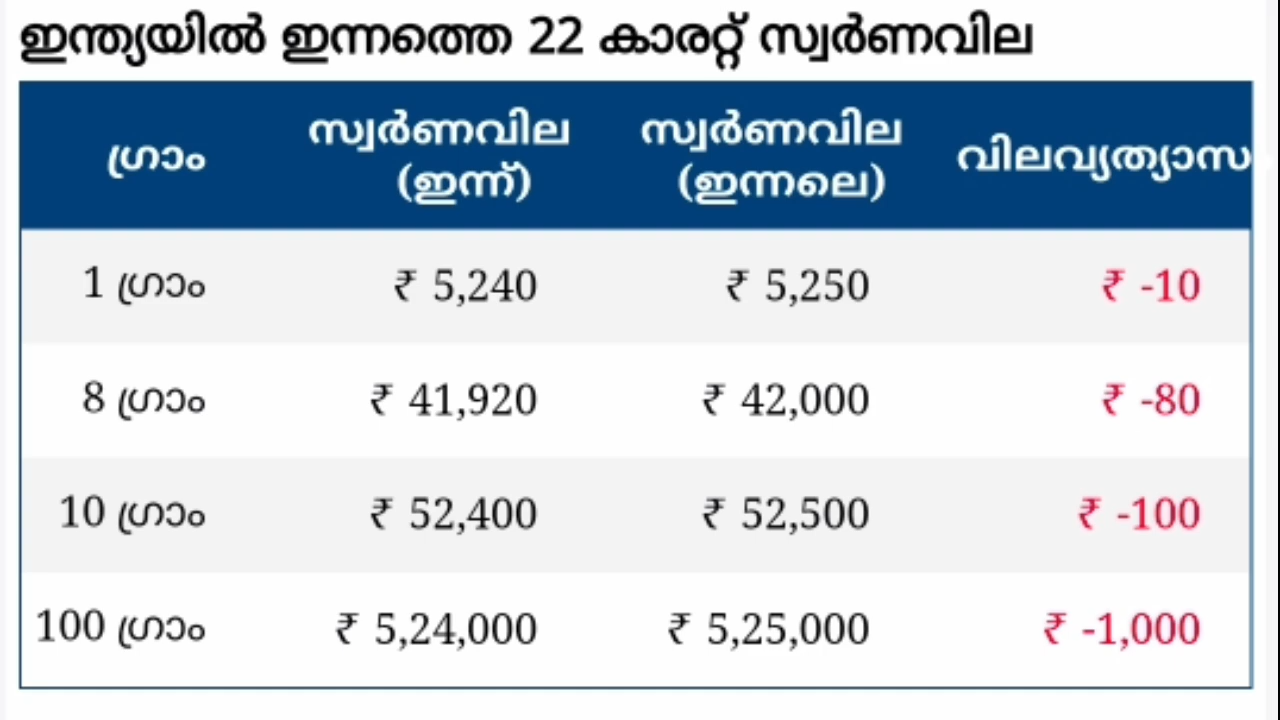 ഇന്ത്യയിൽ ഇന്നത്തെ 22 കാരറ്റ് സ്വർണവില
ഗ്രാം സ്വർണവില (ഇന്ന്) സ്വർണവില (ഇന്നലെ) വിലവ്യത്യാസം
1 ഗ്രാം ₹ 5,240 ₹ 5,250 ₹ -10
8 ഗ്രാം ₹ 41,920 ₹ 42,000 ₹ -80
10 ഗ്രാം ₹ 52,400 ₹ 52,500 ₹ -100
100 ഗ്രാം ₹ 5,24,000 ₹ 5,25,000 ₹ -1,000